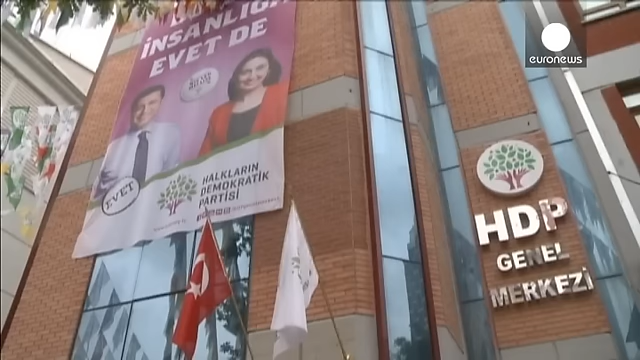 İNSANLIĞA
EVET DE
EVET
HALKLARIN
DEMOKRATİK
PARTİSİ
HDP
GENEL
MERKEZİ
euronews